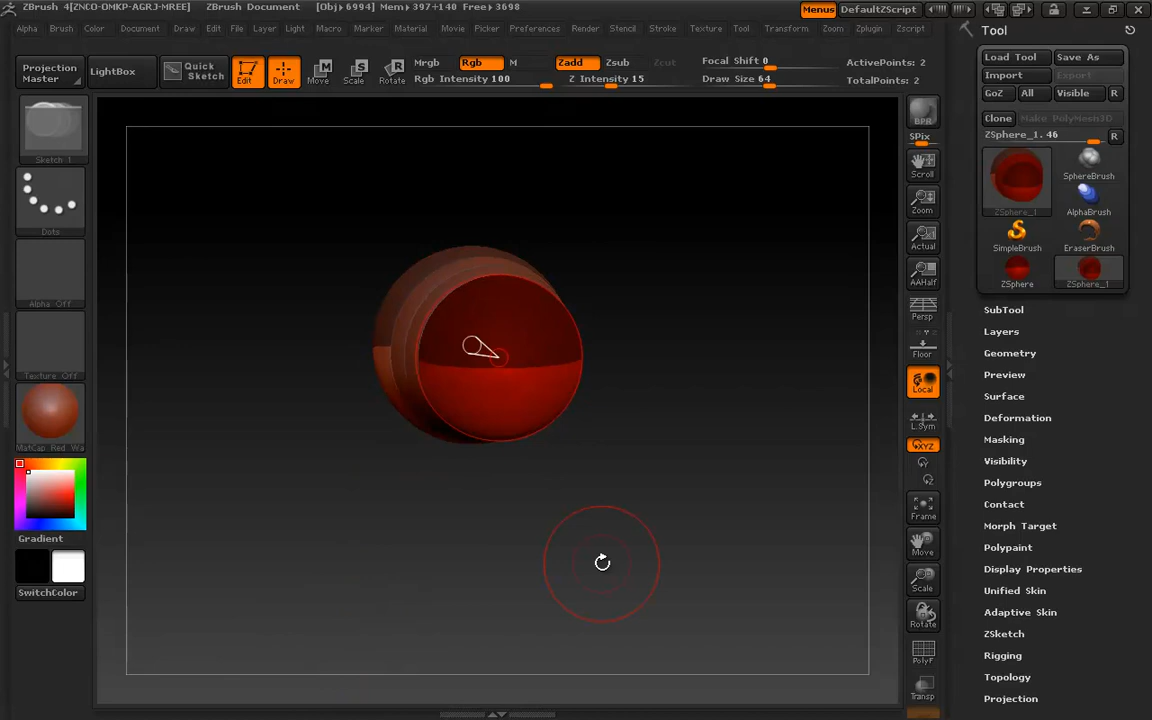 ZBrush 4[ZNCO-OMKP-AGRJ-MREE] ZBrush Document [Obj]6994] Mem▸397+140 Free▸3698
Menus DefaultZScript
Alpha Brush Color Document Draw Edit File Layer Light Macro Marker Material Movie Picker Preferences Render Stencil Stroke Texture Tool Transform Zoom Zplugin Zscript
Projection Master
LightBox
Quick Sketch
Edit
Draw
Move
Scale
Rotate
Mrgb Rgb M
Rgb Intensity 100
Zadd Zsub Zcut
Z Intensity 15
Focal Shift 0
Draw Size 64
ActivePoints: 2
TotalPoints: 2
Sketch 1
Dots
Alpha Off
Texture Off
MatCap Red Wa
Gradient
SwitchColor
BPR
SPix
Scroll
Zoom
Actual
AAHalf
Persp
Floor
Local
L.Sym
XYZ
Frame
Move
Scale
Rotate
PolyF
Transp
Tool
Load Tool Save As
Import Export
GoZ All Visible R
Clone Make PolyMesh3D
ZSphere_1. 46 R
ZSphere_1
SphereBrush
AlphaBrush
SimpleBrush
EraserBrush
ZSphere
ZSphere_1
SubTool
Layers
Geometry
Preview
Surface
Deformation
Masking
Visibility
Polygroups
Contact
Morph Target
Polypaint
Display Properties
Unified Skin
Adaptive Skin
ZSketch
Rigging
Topology
Projection